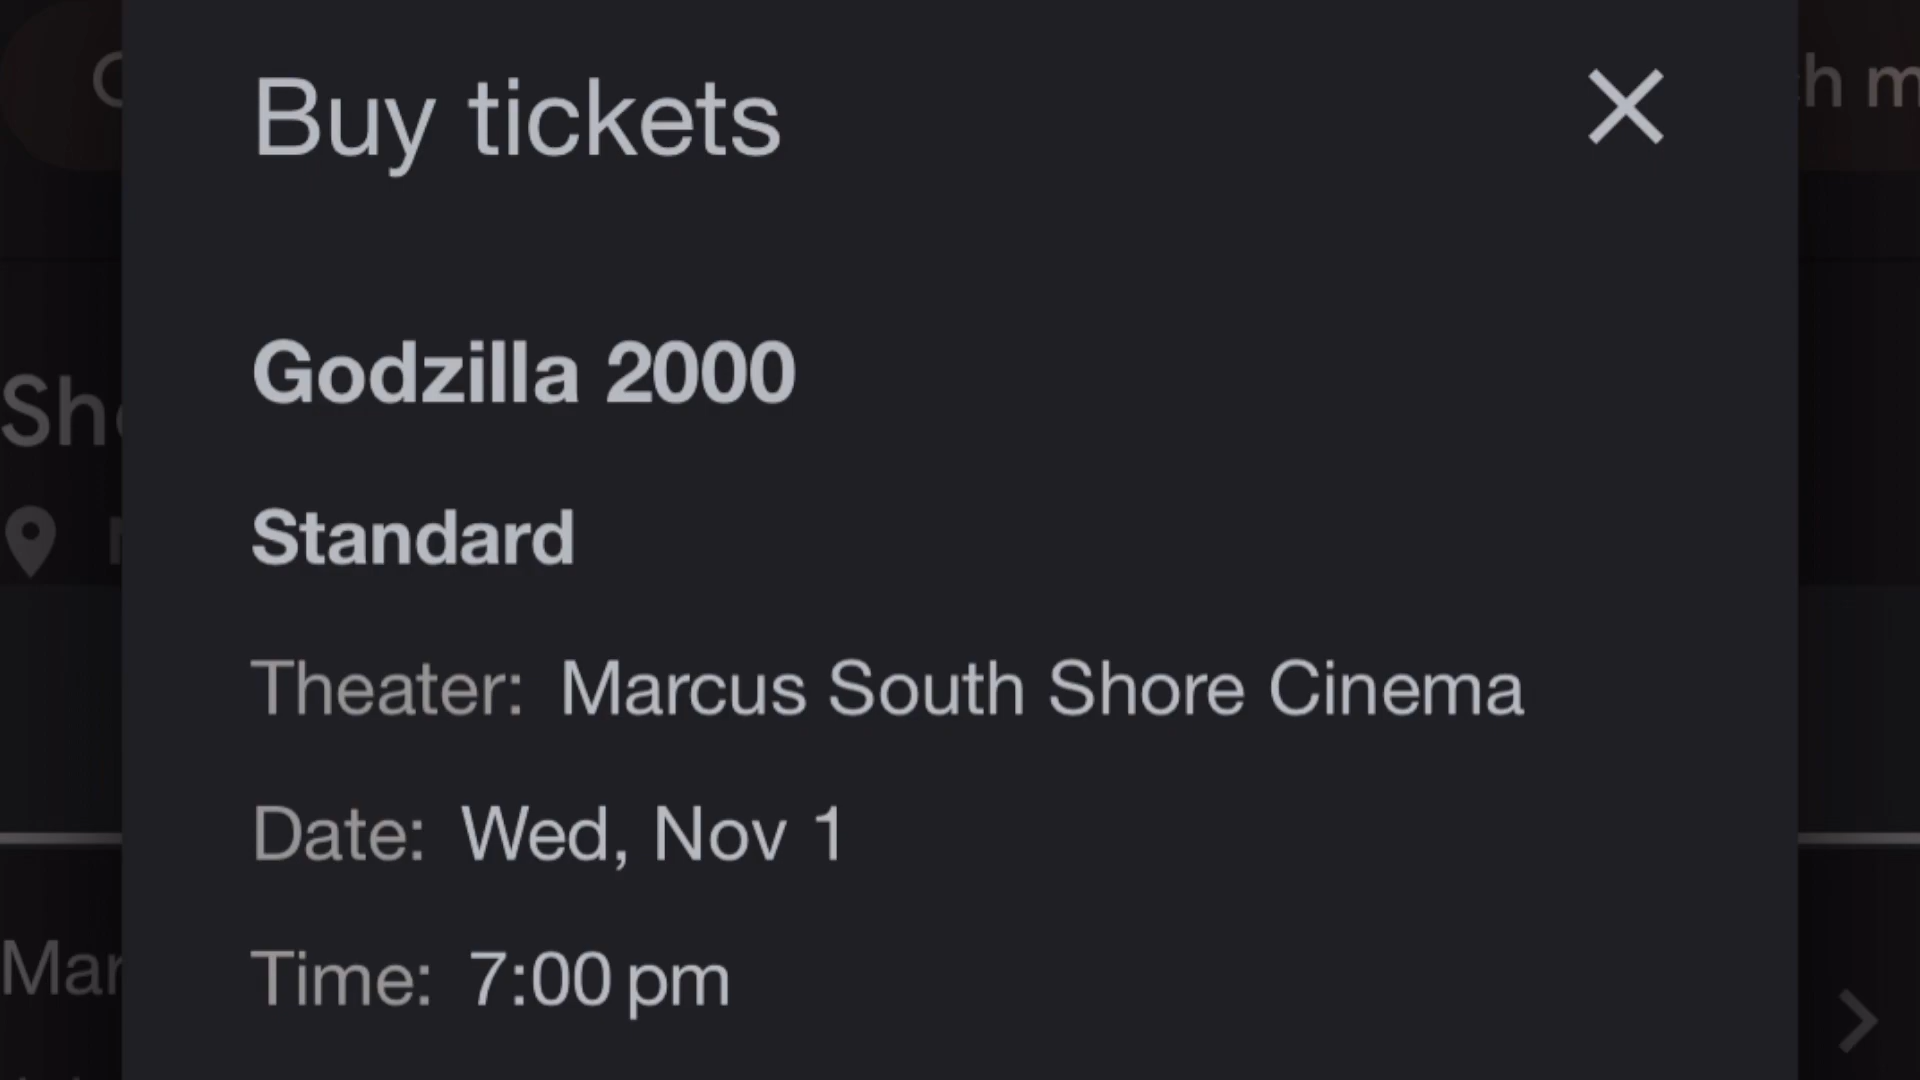 Buy tickets
Godzilla 2000
Standard
Theater: Marcus South Shore Cinema
Date: Wed, Nov 1
Time: 7:00 pm